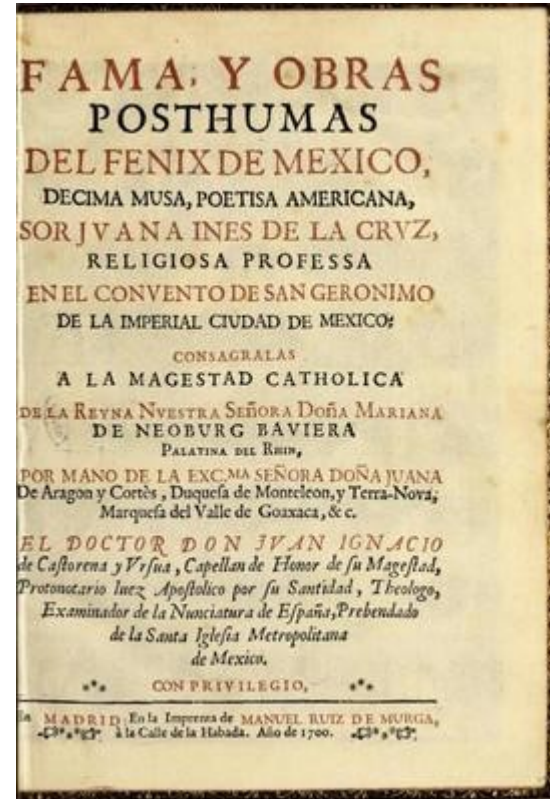 FAMA, Y OBRAS
POSTHUMAS
DEL FENIX DE MEXICO,
DECIMA MUSA, POETISA AMERICANA,
SOR JVANA INES DE LA CRVZ,
RELIGIOSA PROFESSA
EN EL CONVENTO DE SAN GERONIMO
DE LA IMPERIAL CIUDAD DE MEXICO:
CONSAGRALAS
A LA MAGESTAD CATHOLICA
DE LA REYNA NVESTRA SEÑORA DOÑA MARIANA
DE NEOBURG BAVIERA
PALATINA DEL RHIN,
POR MANO DE LA EXC.MA SEÑORA DOÑA JUANA
De Aragon y Cortès, Duquesa de Monteleon, y Terra-Nova,
Marquesa del Valle de Goaxaca, &c.
EL DOCTOR DON JVAN IGNACIO
de Castorena y Vrsua, Capellan de Honor de su Magestad,
Protonotario Iuez Apostolico por su Santidad, Theologo,
Examinador de la Nunciatura de España, Prebendado
de la Santa Iglesia Metropolitana
de Mexico.
CON PRIVILEGIO,
En MADRID: En la Imprenta de MANUEL RUIZ DE MURGA,
à la Calle de la Habada. Año de 1700.